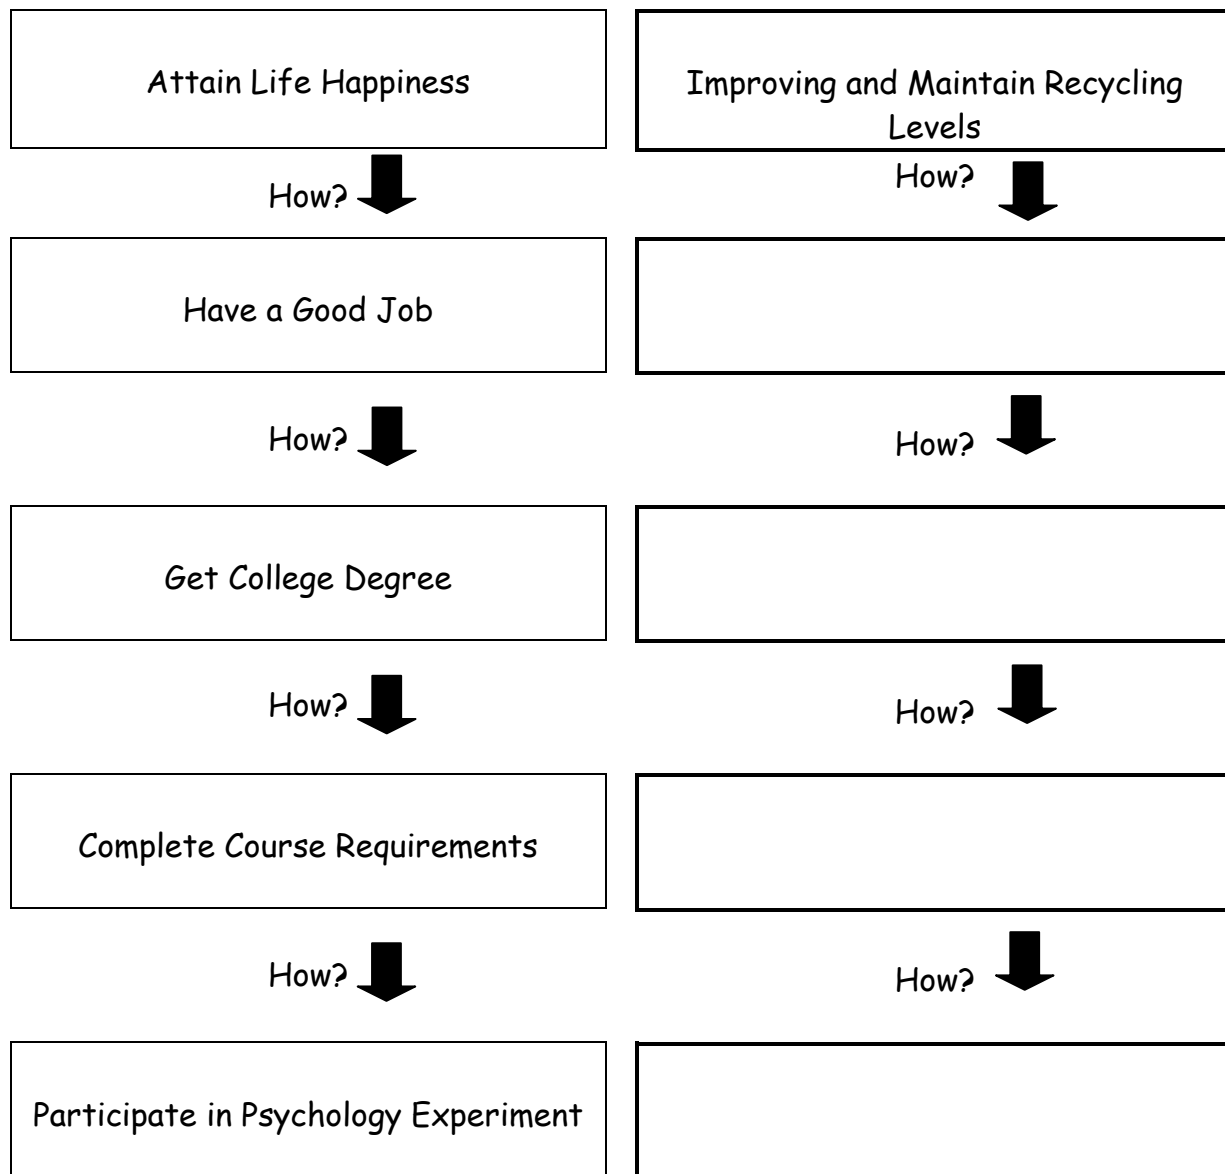 Attain Life Happiness
How?
Have a Good Job
How?
Get College Degree
How?
Complete Course Requirements
How?
Participate in Psychology Experiment
Improving and Maintain Recycling
Levels
How?
How?
How?
How?